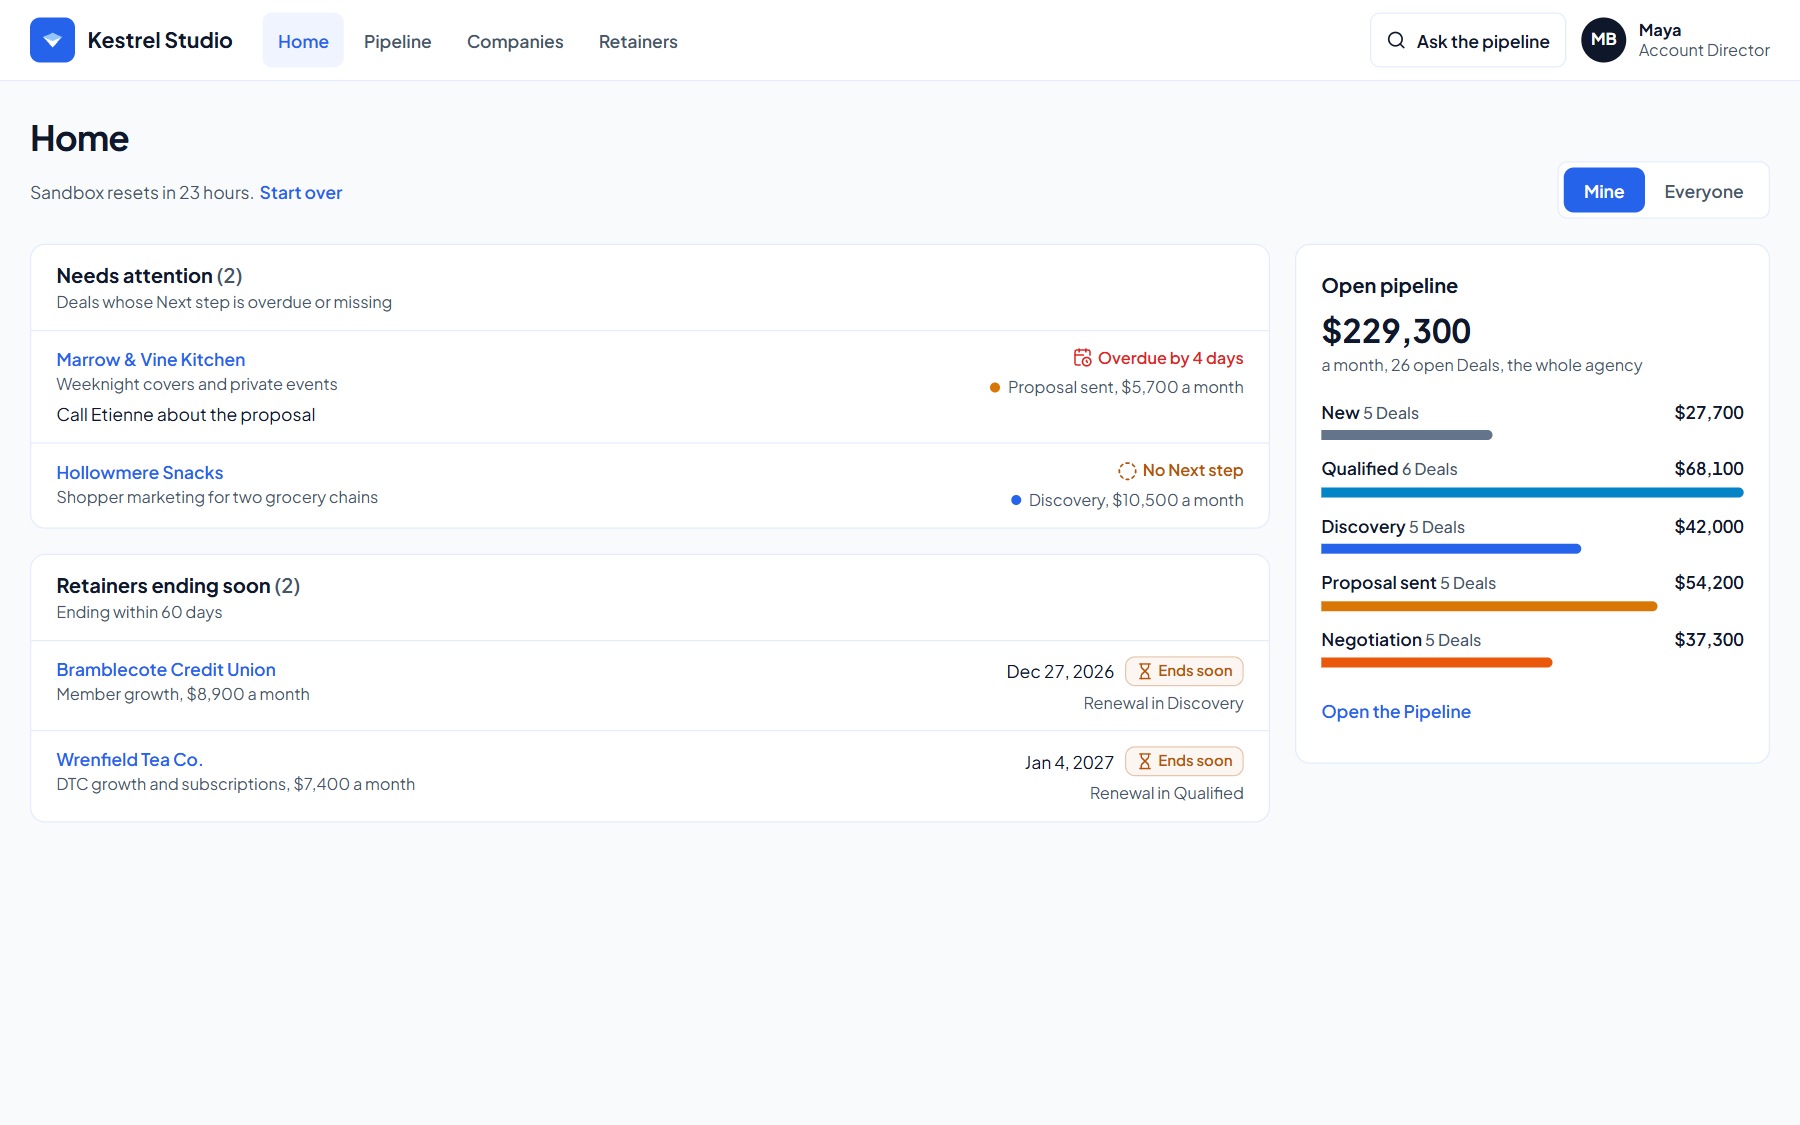 Kestrel Studio
Home
Pipeline
Companies
Retainers
Ask the pipeline
MB
Maya
Account Director
Home
Sandbox resets in 23 hours. Start over
Mine
Everyone
Needs attention (2)
Deals whose Next step is overdue or missing
Marrow & Vine Kitchen
Weeknight covers and private events
Call Etienne about the proposal
Overdue by 4 days
Proposal sent, $5,700 a month
Hollowmere Snacks
Shopper marketing for two grocery chains
No Next step
Discovery, $10,500 a month
Retainers ending soon (2)
Ending within 60 days
Bramblecote Credit Union
Member growth, $8,900 a month
Dec 27, 2026
Ends soon
Renewal in Discovery
Wrenfield Tea Co.
DTC growth and subscriptions, $7,400 a month
Jan 4, 2027
Ends soon
Renewal in Qualified
Open pipeline
$229,300
a month, 26 open Deals, the whole agency
New 5 Deals
$27,700
Qualified 6 Deals
$68,100
Discovery 5 Deals
$42,000
Proposal sent 5 Deals
$54,200
Negotiation 5 Deals
$37,300
Open the Pipeline